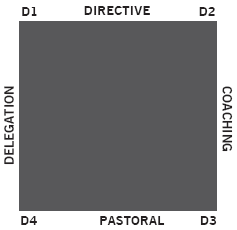 D1 DIRECTIVE D2
DELEGATION
COACHING
D4 PASTORAL D3